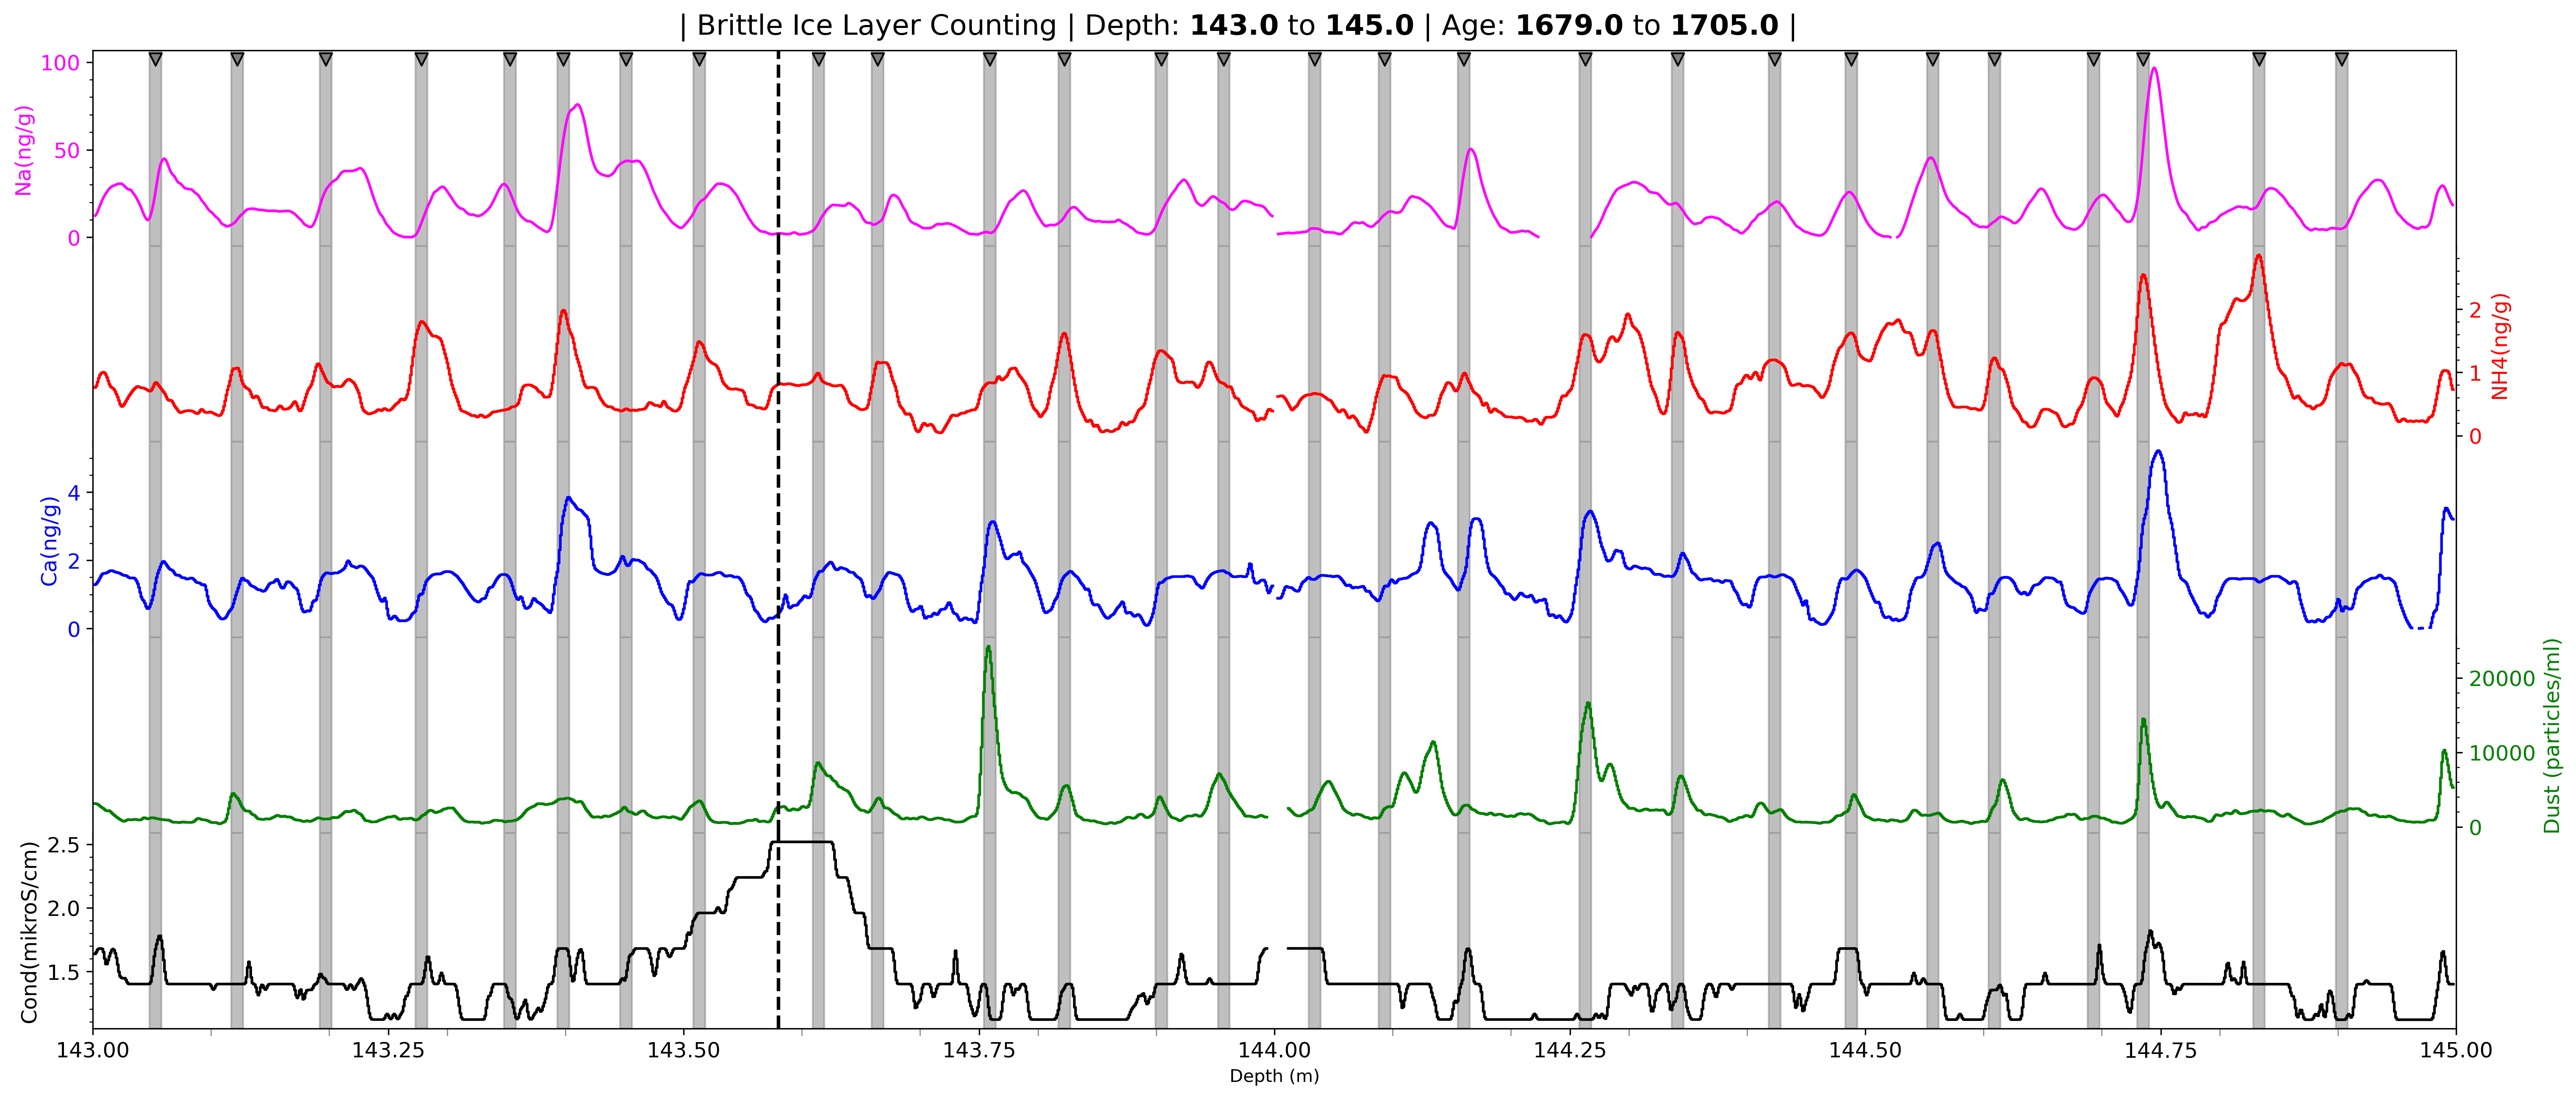 | Brittle Ice Layer Counting | Depth: 143.0 to 145.0 | Age: 1679.0 to 1705.0 |
Na(ng/g)
100
50
0
NH4(ng/g)
2
1
0
Ca(ng/g)
4
2
0
Dust (particles/ml)
20000
10000
0
Cond(mikroS/cm)
2.5
2.0
1.5
143.00 143.25 143.50 143.75 144.00 144.25 144.50 144.75 145.00
Depth (m)